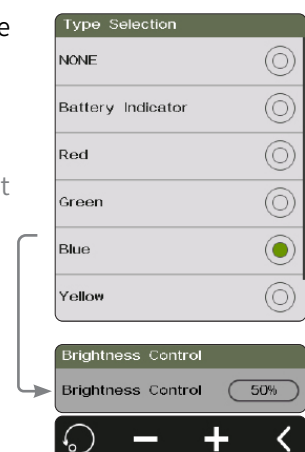 Type Selection
NONE
Battery Indicator
Red
Green
Blue
Yellow
Brightness Control
Brightness Control 50%